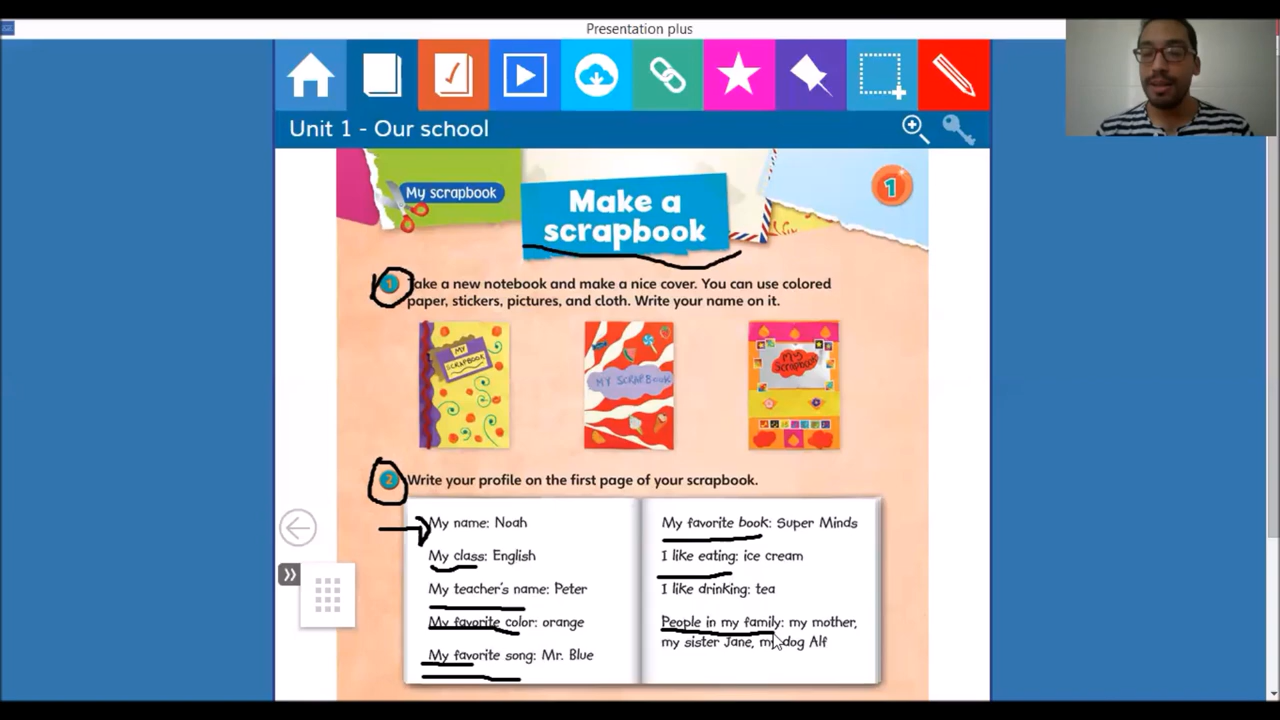 Presentation plus
Unit 1 - Our school
My scrapbook
Make a
scrapbook
1
1 Take a new notebook and make a nice cover. You can use colored
paper, stickers, pictures, and cloth. Write your name on it.
MY
SCRAPBOOK
MY SCRAPBOOK
My
Scrapbook
2 Write your profile on the first page of your scrapbook.
My name: Noah
My class: English
My teacher's name: Peter
My favorite color: orange
My favorite song: Mr. Blue
My favorite book: Super Minds
I like eating: ice cream
I like drinking: tea
People in my family: my mother,
my sister Jane, my dog Alf